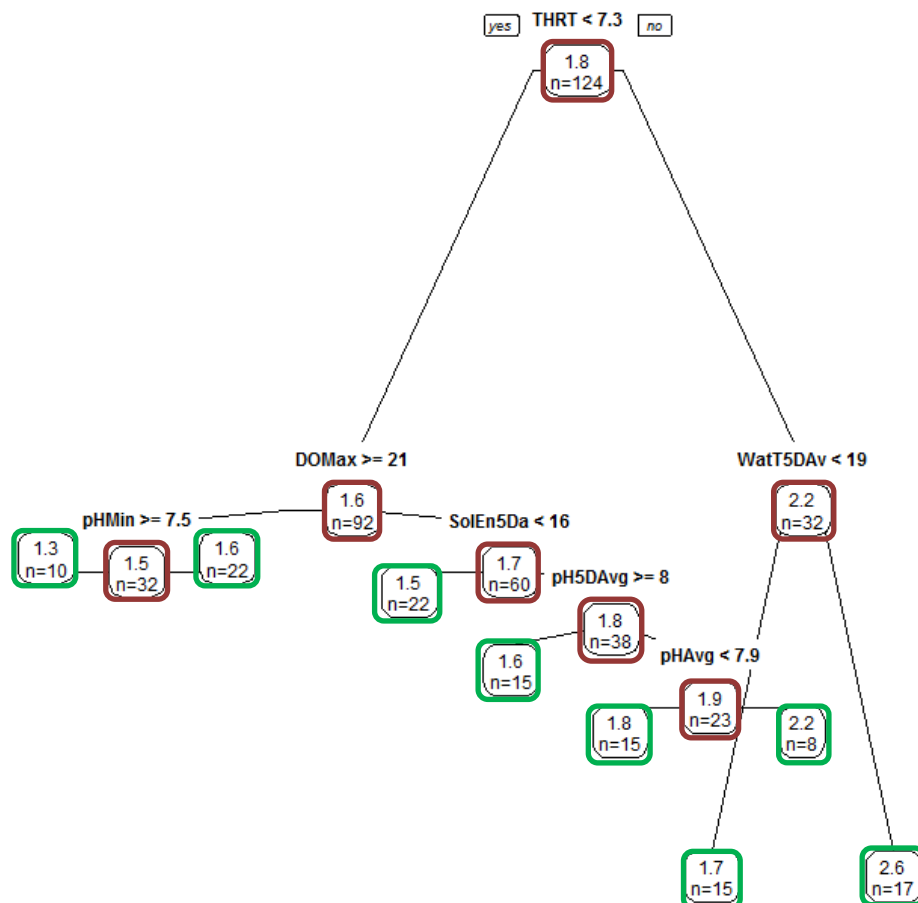 THRT < 7.3
yes
no
1.8
n=124
DOMax >= 21
WatT5DAv < 19
1.6
n=92
2.2
n=32
pHMin >= 7.5
SolEn5Da < 16
1.3
n=10
1.5
n=32
1.6
n=22
1.5
n=22
1.7
n=60
pH5DAvg >= 8
1.6
n=15
1.8
n=38
pHAvg < 7.9
1.8
n=15
1.9
n=23
2.2
n=8
1.7
n=15
2.6
n=17